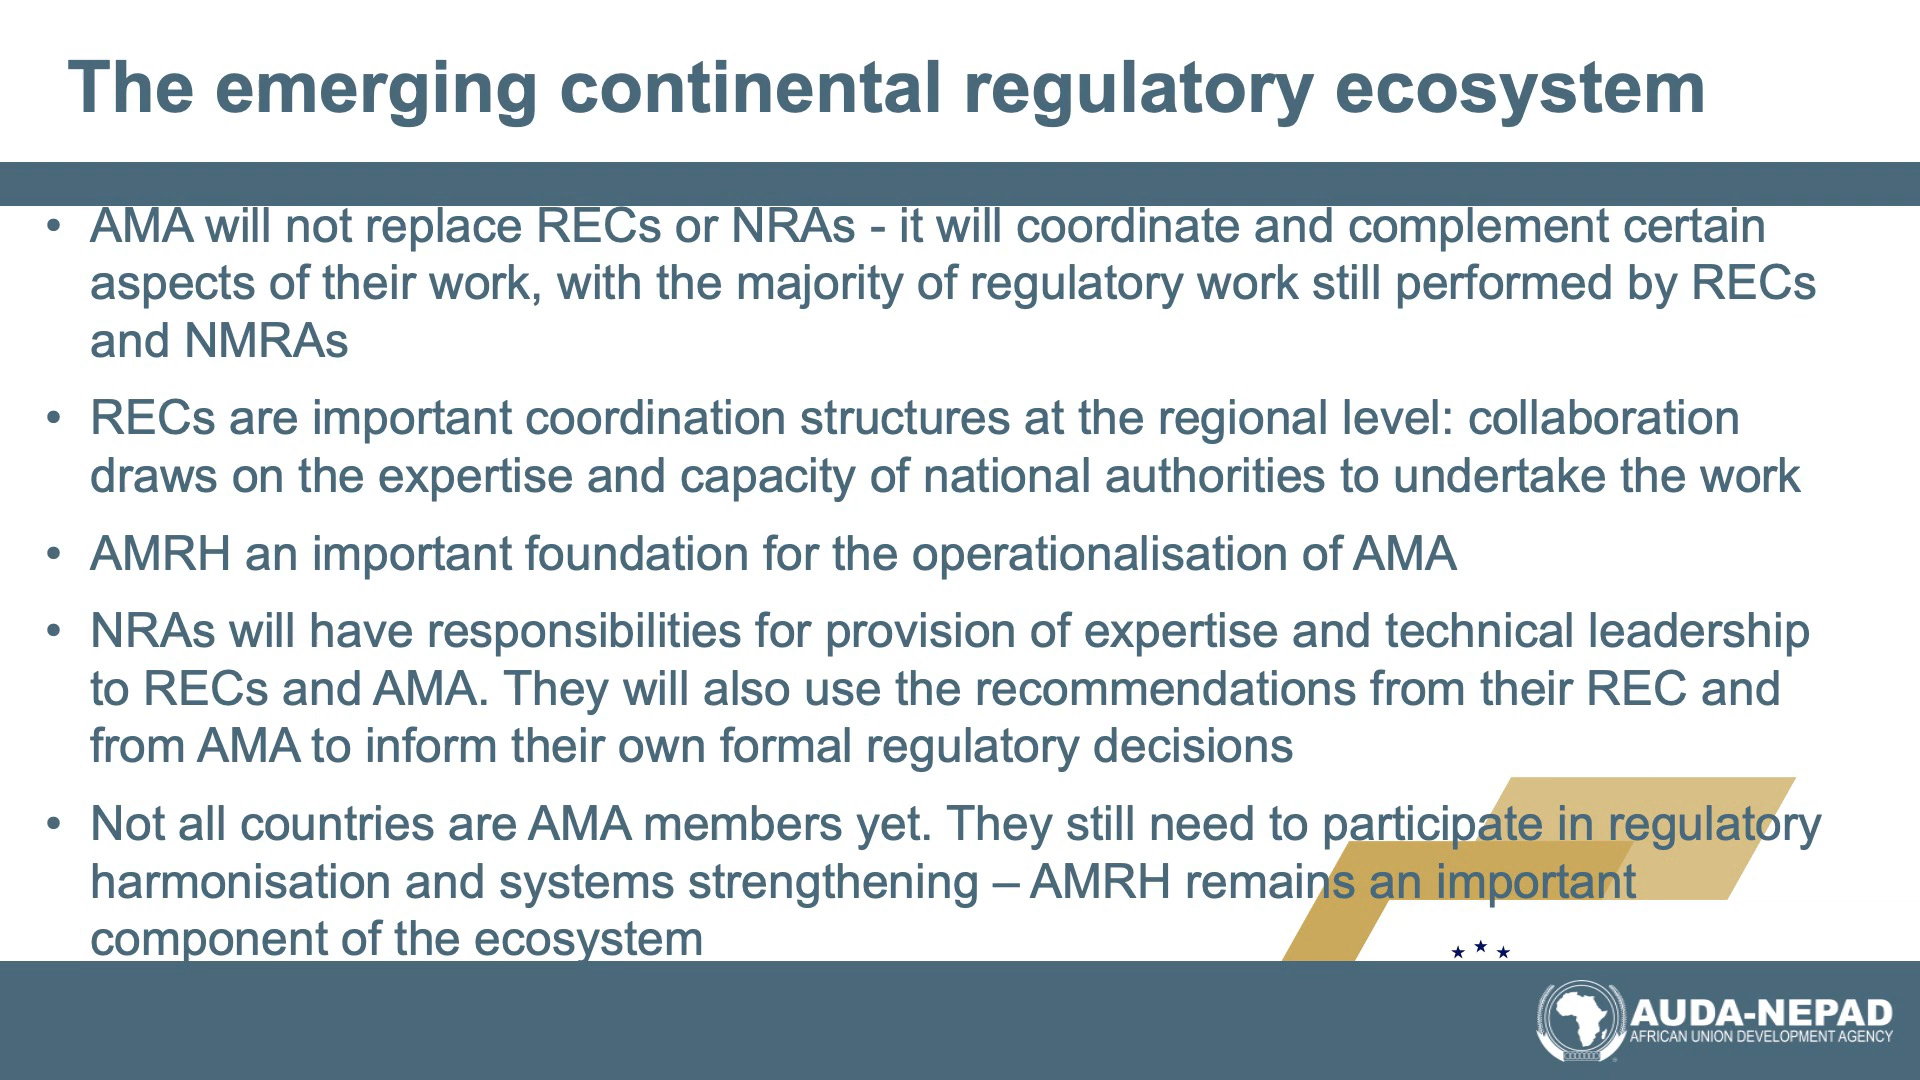 The emerging continental regulatory ecosystem
• AMA will not replace RECs or NRAs - it will coordinate and complement certain
aspects of their work, with the majority of regulatory work still performed by RECs
and NMRAs
• RECs are important coordination structures at the regional level: collaboration
draws on the expertise and capacity of national authorities to undertake the work
• AMRH an important foundation for the operationalisation of AMA
• NRAs will have responsibilities for provision of expertise and technical leadership
to RECs and AMA. They will also use the recommendations from their REC and
from AMA to inform their own formal regulatory decisions
• Not all countries are AMA members yet. They still need to participate in regulatory
harmonisation and systems strengthening – AMRH remains an important
component of the ecosystem
AUDA-NEPAD
AFRICAN UNION DEVELOPMENT AGENCY